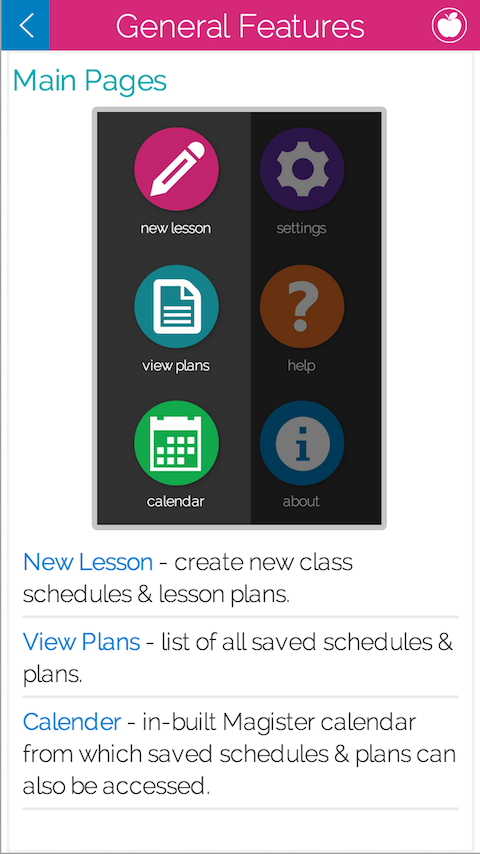 General Features
Main Pages
new lesson
settings
view plans
help
calendar
about
New Lesson - create new class
schedules & lesson plans.
View Plans - list of all saved schedules &
plans.
Calender - in-built Magister calendar
from which saved schedules & plans can
also be accessed.